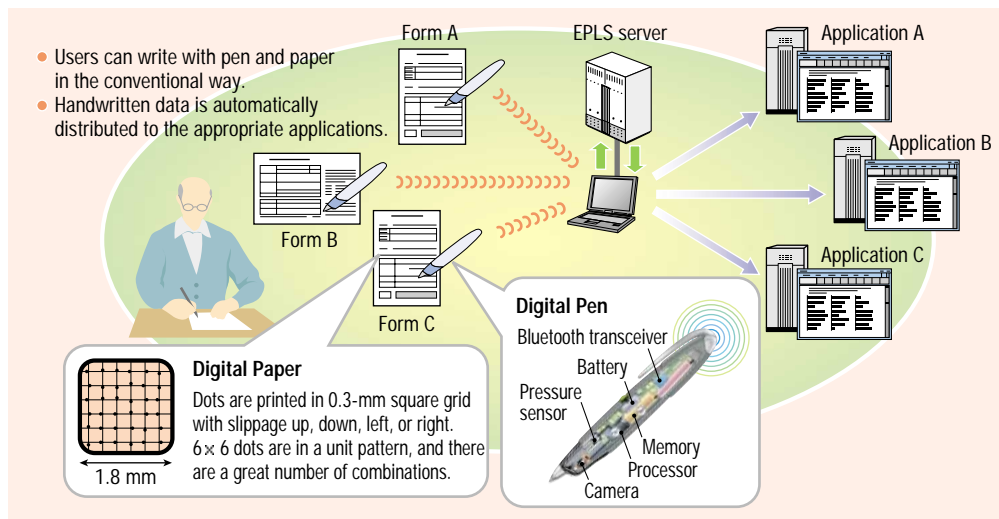 • Users can write with pen and paper
in the conventional way.
• Handwritten data is automatically
distributed to the appropriate applications.
Form A
EPLS server
Application A
Application B
Form B
Application C
Form C
Digital Paper
Dots are printed in 0.3-mm square grid
with slippage up, down, left, or right.
6 × 6 dots are in a unit pattern, and there
are a great number of combinations.
1.8 mm
Digital Pen
Bluetooth transceiver
Battery
Pressure
sensor
Memory
Processor
Camera